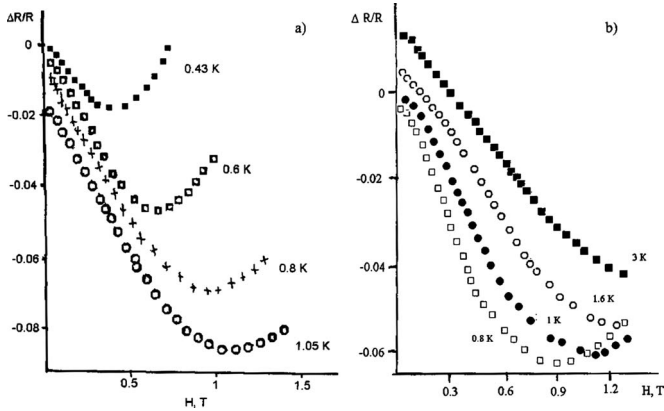 ΔR/R
a)
0
-0.02
-0.04
-0.06
-0.08
0.43 K
0.6 K
0.8 K
1.05 K
0.5
1
1.5
H, T
Δ R/R
b)
0
-0.02
-0.04
-0.06
3 K
1.6 K
1 K
0.8 K
0.3
0.6
0.9
1.2
H, T